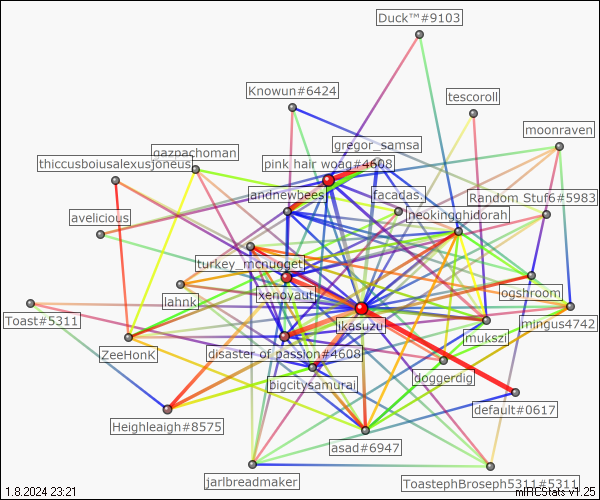 Duck™#9103
Knowun#6424
tescoroll
moonraven
gregor_samsa
gazpachoman
thiccusboiusalexusjoneus
pink hair woag#4608
andnewbees
facadas.
Random Stuf6#5983
neokingghidorah
avelicious
turkey_mcnugget
xenoyaut
ogshroom
lahnk
Toast#5311
jkasuzu
mukszi
mingus4742
ZeeHonK
disaster of passion#4608
doggerdig
bigcitysamurai
default#0617
Heighleaigh#8575
asad#6947
jarlbreadmaker
ToastephBroseph5311#5311
1.8.2024 23:21
mIRCStats v1.25